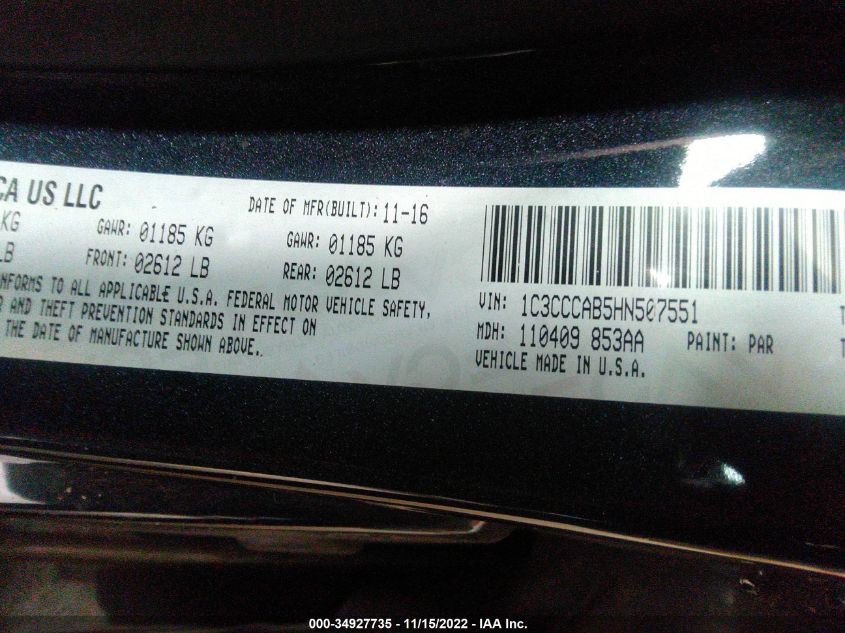 CA US LLC
DATE OF MFR(BUILT): 11-16
KG GAWR: 01185 KG GAWR: 01185 KG
LB FRONT: 02612 LB REAR: 02612 LB
NFORMS TO ALL APPLICABLE U.S.A. FEDERAL MOTOR VEHICLE SAFETY,
R AND THEFT PREVENTION STANDARDS IN EFFECT ON
THE DATE OF MANUFACTURE SHOWN ABOVE.
VIN: 1C3CCCAB5HN507551
MDH: 110409 853AA PAINT: PAR
VEHICLE MADE IN U.S.A.
000-34927735 - 11/15/2022 - IAA Inc.